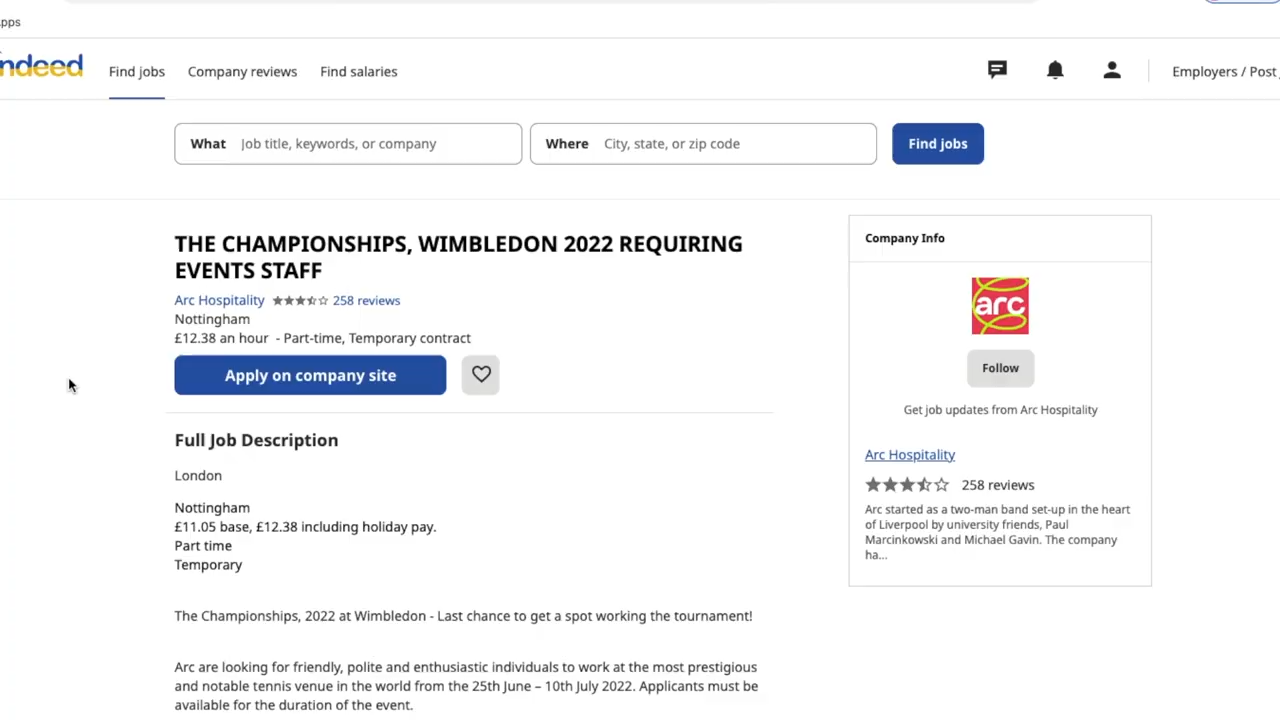 pps
indeed
Find jobs
Company reviews
Find salaries
Employers / Post
What
Job title, keywords, or company
Where
City, state, or zip code
Find jobs
THE CHAMPIONSHIPS, WIMBLEDON 2022 REQUIRING
EVENTS STAFF
Arc Hospitality 258 reviews
Nottingham
£12.38 an hour - Part-time, Temporary contract
Apply on company site
Full Job Description
London
Nottingham
£11.05 base, £12.38 including holiday pay.
Part time
Temporary
The Championships, 2022 at Wimbledon - Last chance to get a spot working the tournament!
Arc are looking for friendly, polite and enthusiastic individuals to work at the most prestigious
and notable tennis venue in the world from the 25th June – 10th July 2022. Applicants must be
available for the duration of the event.
Company Info
arc
Follow
Get job updates from Arc Hospitality
Arc Hospitality
258 reviews
Arc started as a two-man band set-up in the heart
of Liverpool by university friends, Paul
Marcinkowski and Michael Gavin. The company
ha...